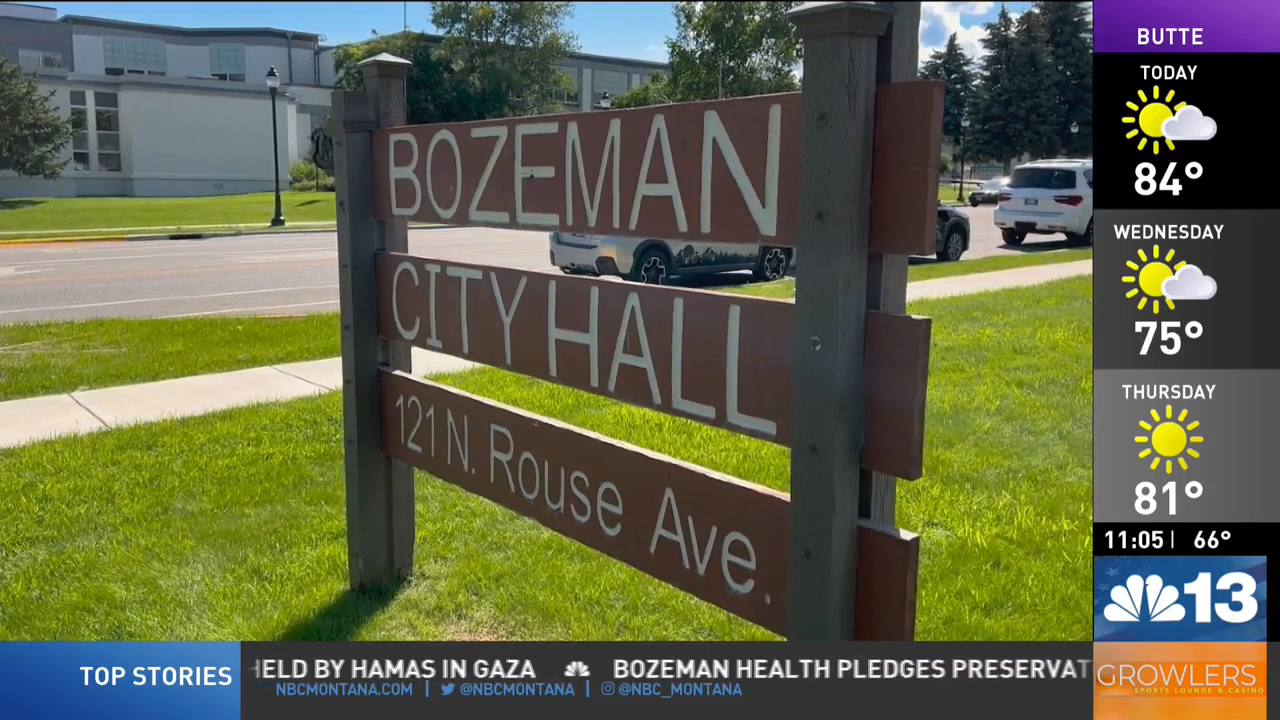 BOZEMAN
CITY HALL
121 N. Rouse Ave.
BUTTE
TODAY
84°
WEDNESDAY
75°
THURSDAY
81°
11:05 | 66°
13
GROWLERS
SPORTS LOUNGE & CASINO
TOP STORIES
HELD BY HAMAS IN GAZA BOZEMAN HEALTH PLEDGES PRESERVAT
NBCMONTANA.COM | @NBCMONTANA | @NBC_MONTANA